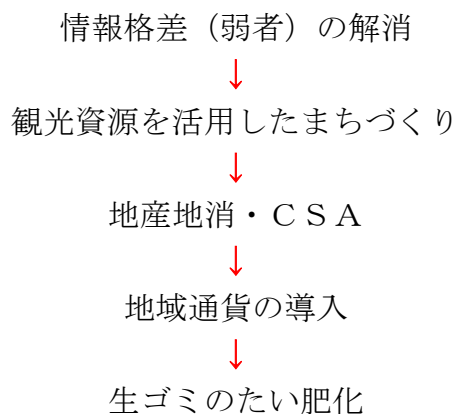 情報格差（弱者）の解消
↓
観光資源を活用したまちづくり
↓
地産地消・ＣＳＡ
↓
地域通貨の導入
↓
生ゴミのたい肥化